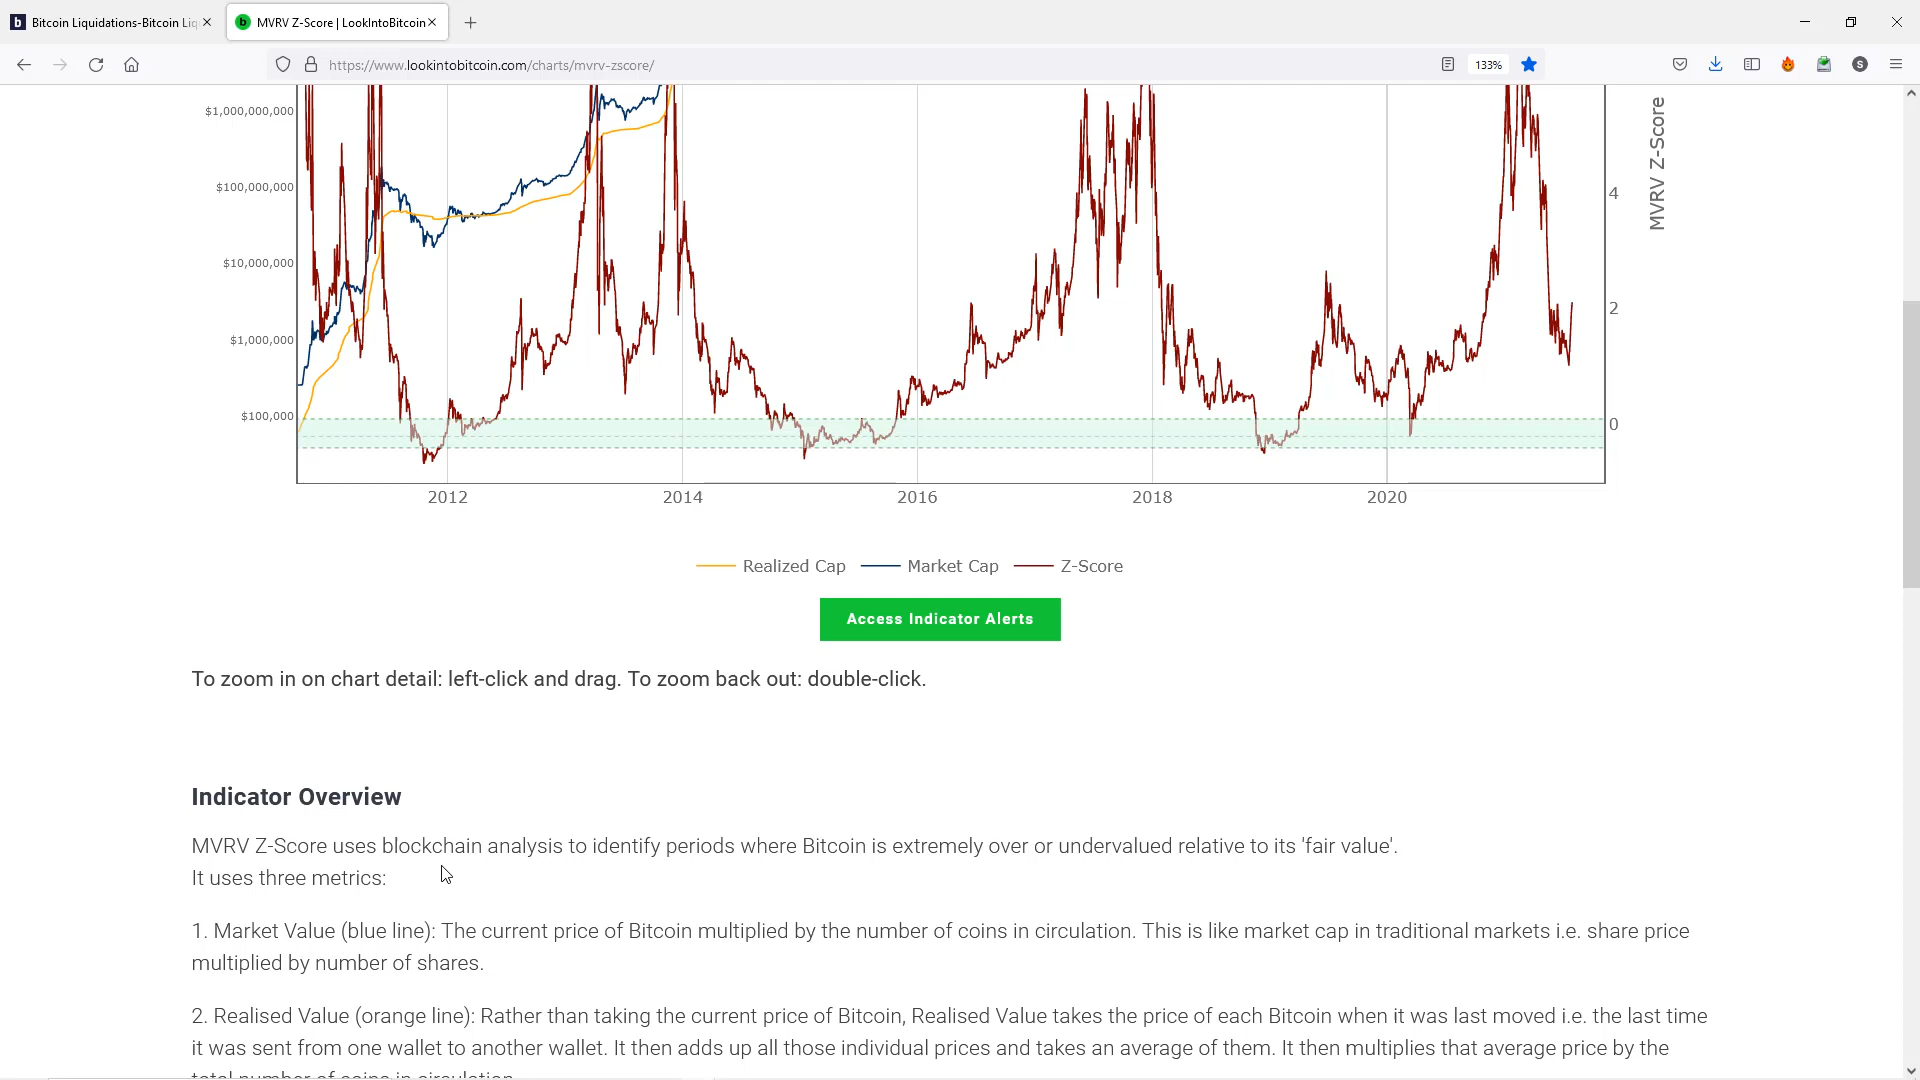 Bitcoin Liquidations-Bitcoin Liq
MVRV Z-Score | LookIntoBitcoin
https://www.lookintobitcoin.com/charts/mvrv-zscore/
133%
S
$1,000,000,000
$100,000,000
$10,000,000
$1,000,000
$100,000
MVRV Z-Score
4
2
0
2012
2014
2016
2018
2020
Realized Cap
Market Cap
Z-Score
Access Indicator Alerts
To zoom in on chart detail: left-click and drag. To zoom back out: double-click.
Indicator Overview
MVRV Z-Score uses blockchain analysis to identify periods where Bitcoin is extremely over or undervalued relative to its 'fair value'.
It uses three metrics:
1. Market Value (blue line): The current price of Bitcoin multiplied by the number of coins in circulation. This is like market cap in traditional markets i.e. share price
multiplied by number of shares.
2. Realised Value (orange line): Rather than taking the current price of Bitcoin, Realised Value takes the price of each Bitcoin when it was last moved i.e. the last time
it was sent from one wallet to another wallet. It then adds up all those individual prices and takes an average of them. It then multiplies that average price by the
total number of coins in circulation.